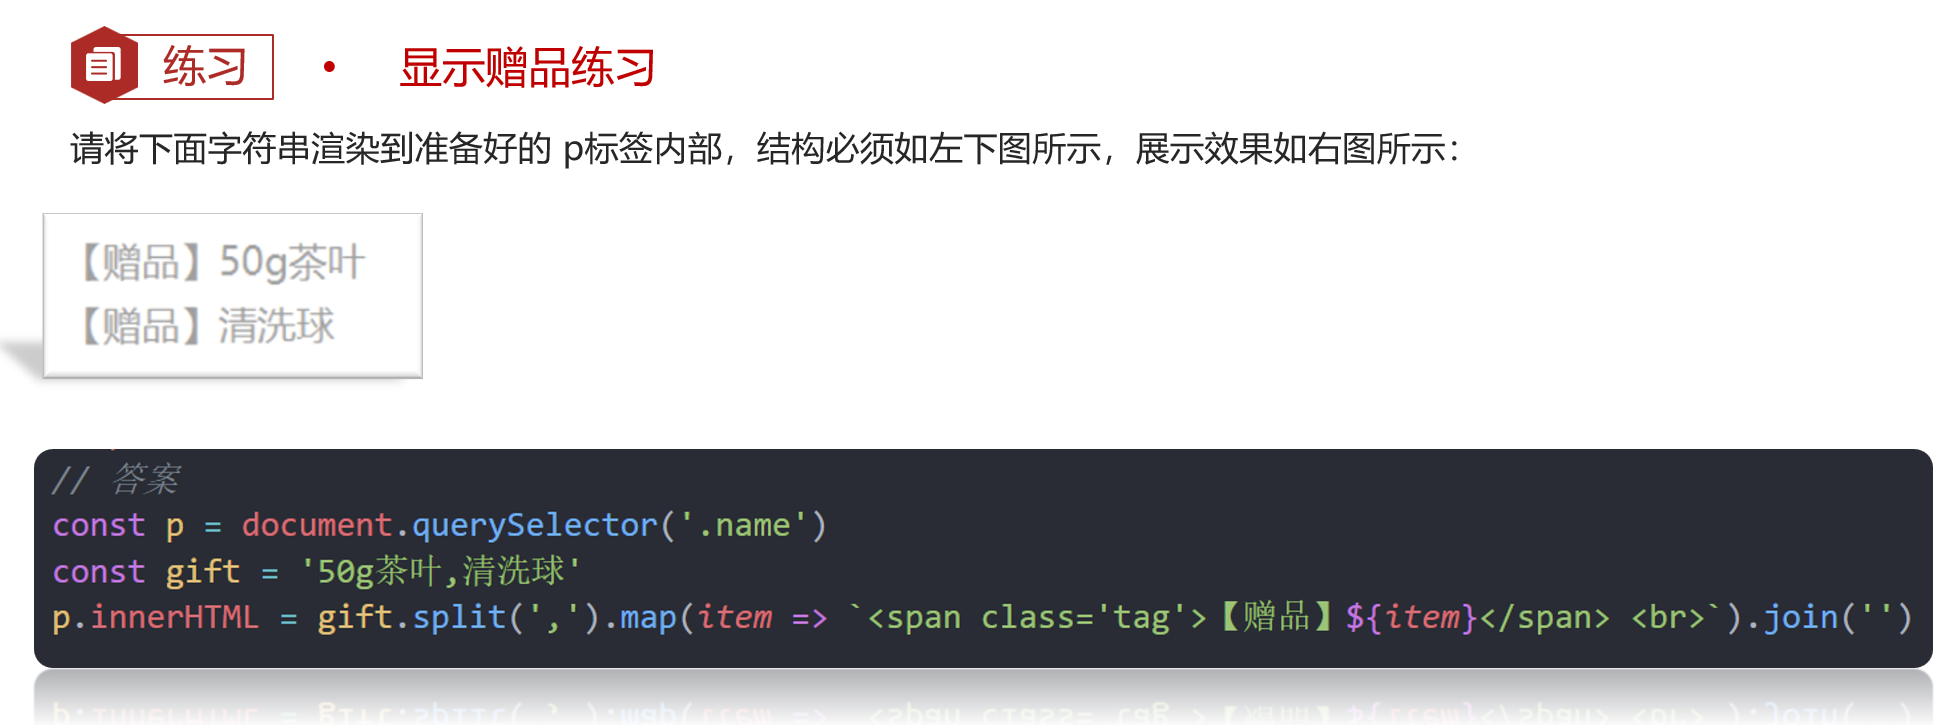 练习 • 显示赠品练习
请将下面字符串渲染到准备好的 p标签内部，结构必须如左下图所示，展示效果如右图所示：
【赠品】50g茶叶
【赠品】清洗球
// 答案
const p = document.querySelector('.name')
const gift = '50g茶叶,清洗球'
p.innerHTML = gift.split(',').map(item => `<span class='tag'>【赠品】${item}</span> <br>`).join('')